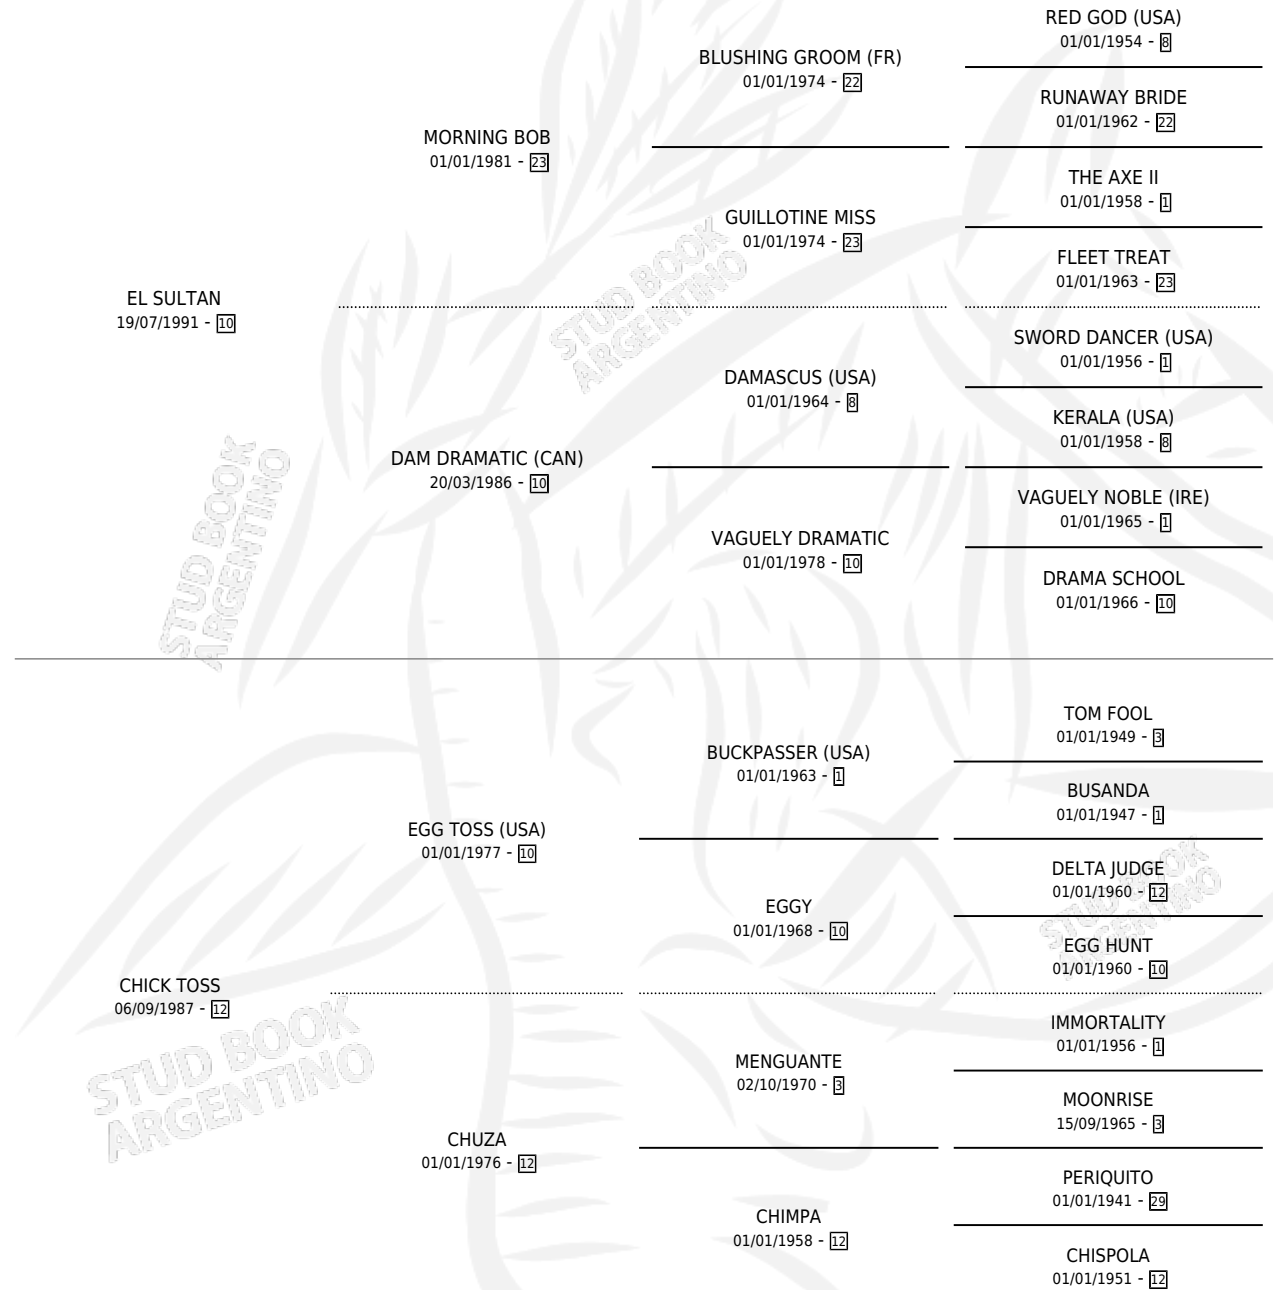 RED GOD (USA)
01/01/1954 - 8
BLUSHING GROOM (FR)
01/01/1974 - 22
RUNAWAY BRIDE
01/01/1962 - 22
MORNING BOB
01/01/1981 - 23
THE AXE II
01/01/1958 - 1
GUILLOTINE MISS
01/01/1974 - 23
FLEET TREAT
01/01/1963 - 23
EL SULTAN
19/07/1991 - 10
STUD BOOK
ARGENTINO
SWORD DANCER (USA)
01/01/1956 - 1
DAMASCUS (USA)
01/01/1964 - 8
KERALA (USA)
01/01/1958 - 8
DAM DRAMATIC (CAN)
20/03/1986 - 10
VAGUELY NOBLE (IRE)
01/01/1965 - 1
VAGUELY DRAMATIC
01/01/1978 - 10
DRAMA SCHOOL
01/01/1966 - 10
STUD BOOK
ARGENTINO
TOM FOOL
01/01/1949 - 3
BUCKPASSER (USA)
01/01/1963 - 1
BUSANDA
01/01/1947 - 1
EGG TOSS (USA)
01/01/1977 - 10
DELTA JUDGE
01/01/1960 - 12
EGGY
01/01/1968 - 10
EGG HUNT
01/01/1960 - 10
STUD BOOK
ARGENTINO
CHICK TOSS
06/09/1987 - 12
IMMORTALITY
01/01/1956 - 1
MENGUANTE
02/10/1970 - 3
MOONRISE
15/09/1965 - 3
STUD BOOK
ARGENTINO
CHUZA
01/01/1976 - 12
PERIQUITO
01/01/1941 - 29
CHIMPA
01/01/1958 - 12
CHISPOLA
01/01/1951 - 12